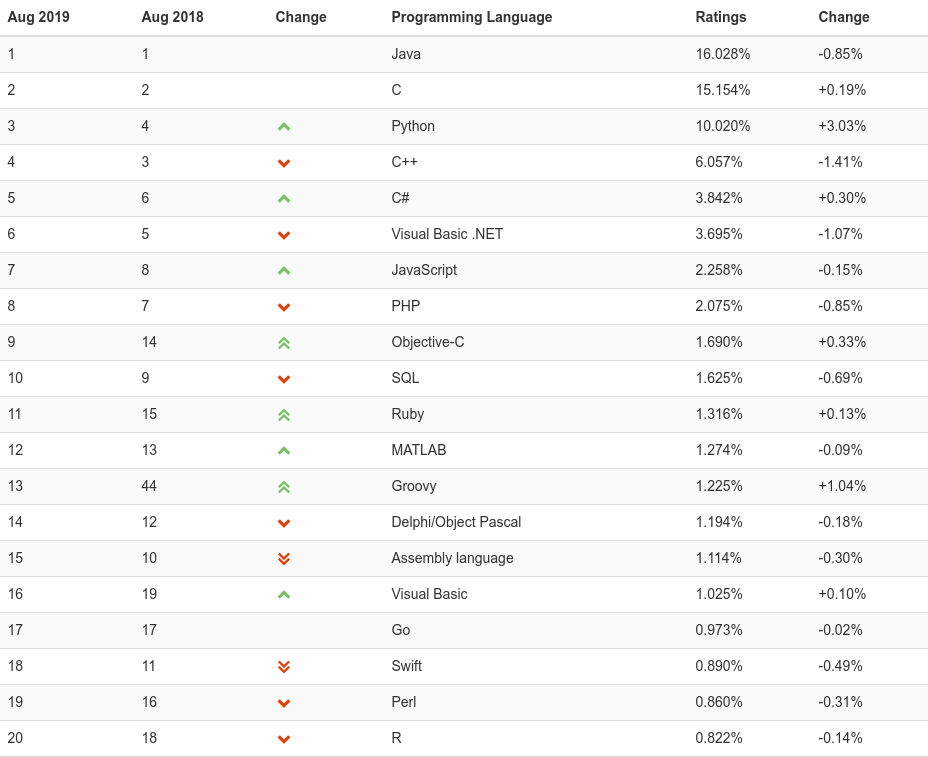 Aug 2019 Aug 2018 Change Programming Language Ratings Change
1 1 Java 16.028% -0.85%
2 2 C 15.154% +0.19%
3 4 Python 10.020% +3.03%
4 3 C++ 6.057% -1.41%
5 6 C# 3.842% +0.30%
6 5 Visual Basic .NET 3.695% -1.07%
7 8 JavaScript 2.258% -0.15%
8 7 PHP 2.075% -0.85%
9 14 Objective-C 1.690% +0.33%
10 9 SQL 1.625% -0.69%
11 15 Ruby 1.316% +0.13%
12 13 MATLAB 1.274% -0.09%
13 44 Groovy 1.225% +1.04%
14 12 Delphi/Object Pascal 1.194% -0.18%
15 10 Assembly language 1.114% -0.30%
16 19 Visual Basic 1.025% +0.10%
17 17 Go 0.973% -0.02%
18 11 Swift 0.890% -0.49%
19 16 Perl 0.860% -0.31%
20 18 R 0.822% -0.14%